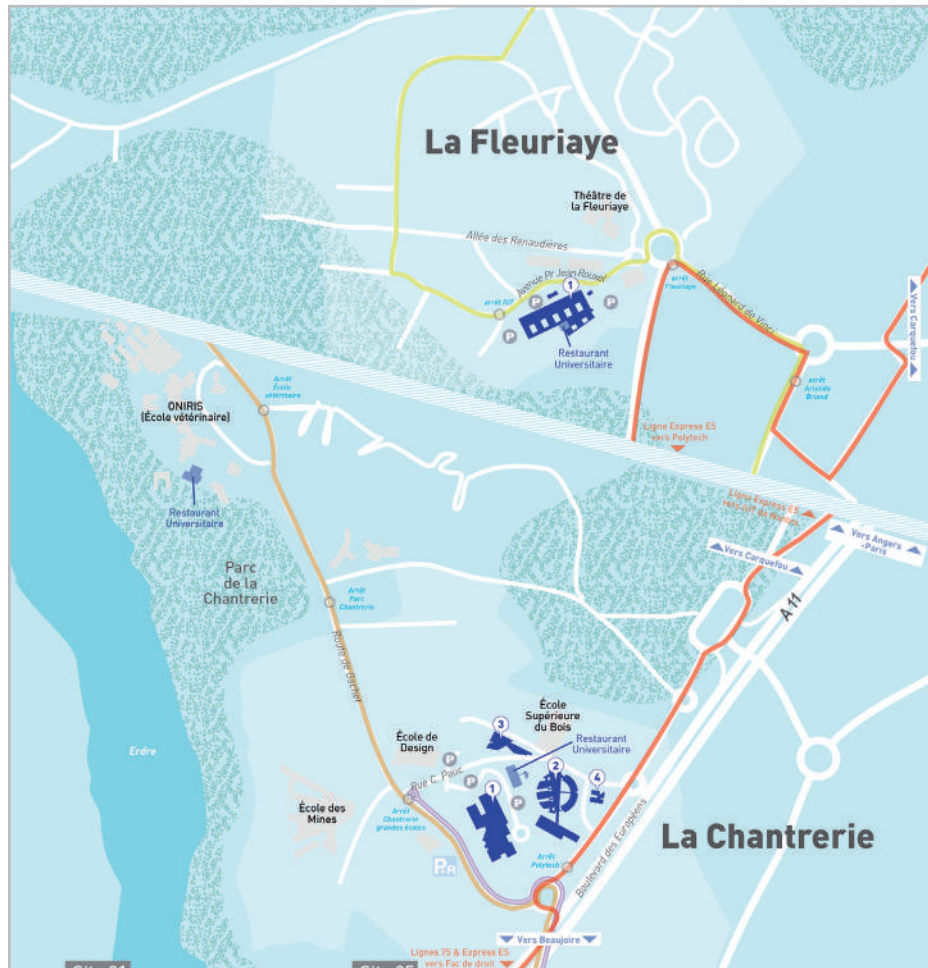 La Fleuriaye
Théâtre de
la Fleuriaye
Allée des Renaudières
Avenue Pr Jean Rouxel
arrêt
Fleuriaye
Rue Léonard de Vinci
Vers Carquefou
arrêt IUT
P
1
P
P
Restaurant
Universitaire
arrêt
Aristide
Briand
Arrêt
École
vétérinaire
ONIRIS
(École vétérinaire)
Ligne Express E5
vers Polytech
Restaurant
Universitaire
Ligne Express E5
vers IUT de Nantes
Vers Angers
-Paris
Vers Carquefou
A-11
Parc
de la
Chantrerie
Arrêt
Parc
Chantrerie
Route de Gachet
École
Supérieure
du Bois
Erdre
École de
Design
3
Restaurant
Universitaire
P
2
4
Rue C. Pauc
P
1
P
École des
Mines
Arrêt
Chantrerie
grandes écoles
La Chantrerie
Boulevard des Européens
Arrêt
Polytech
P+R
Vers Beaujoire
Lignes 75 & Express E5
vers Fac de droit